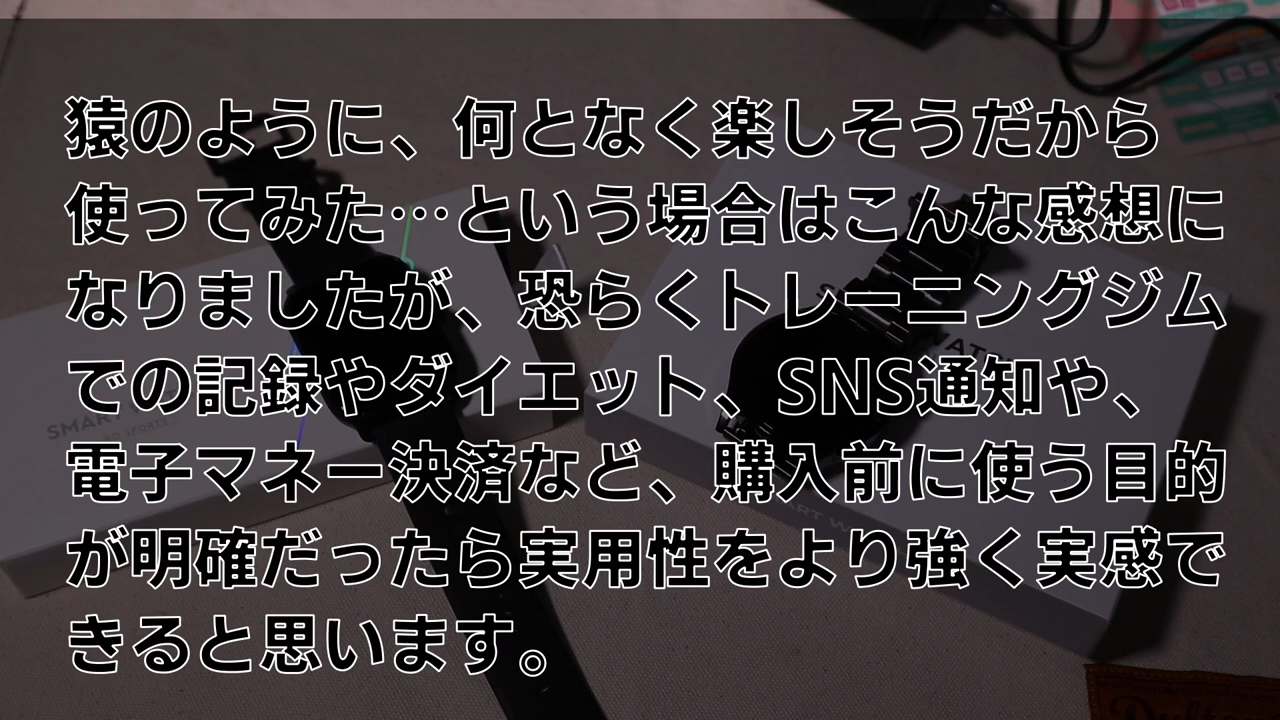 猿のように、何となく楽しそうだから
使ってみた…という場合はこんな感想に
なりましたが、恐らくトレーニングジム
での記録やダイエット、SNS通知や、
電子マネー決済など、購入前に使う目的
が明確だったら実用性をより強く実感で
きると思います。
SMART